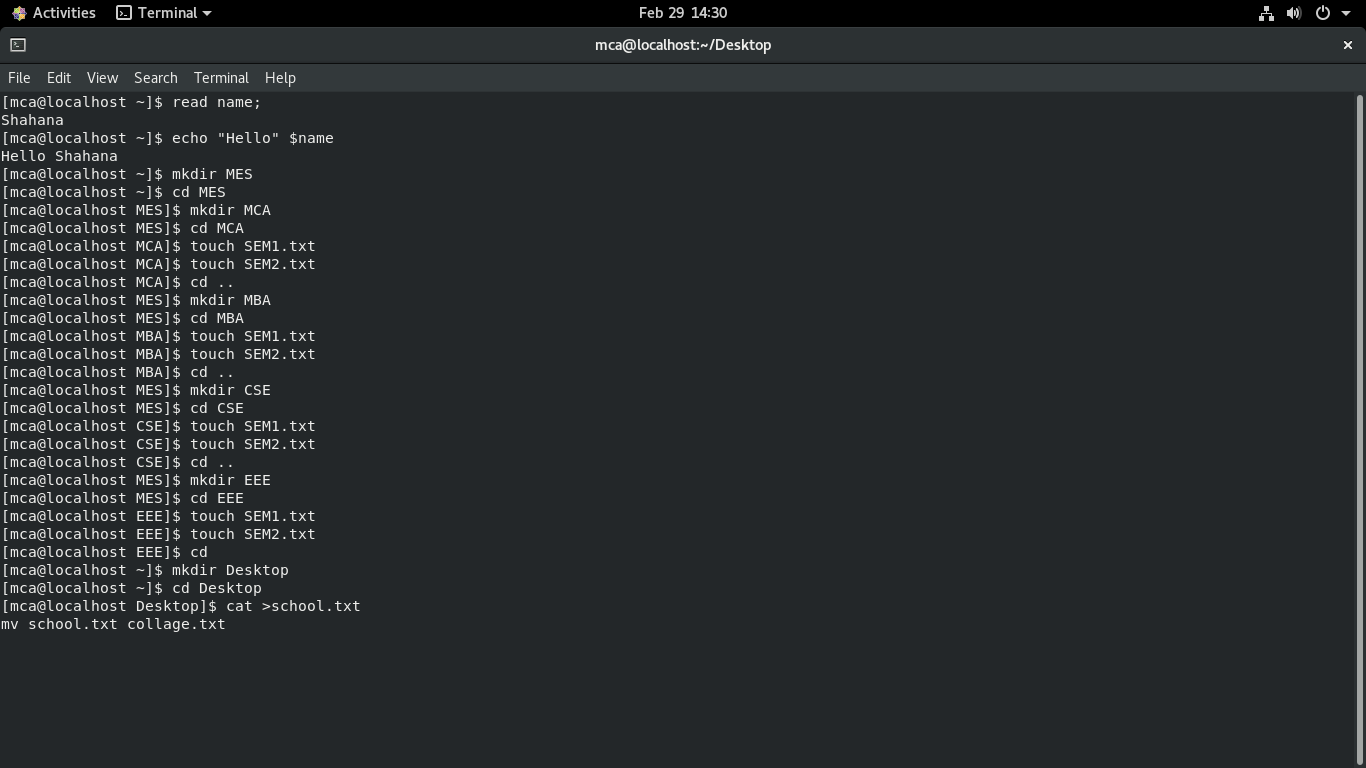 Activities Terminal Feb 29 14:30
mca@localhost:~/Desktop ×
File Edit View Search Terminal Help
[mca@localhost ~]$ read name;
Shahana
[mca@localhost ~]$ echo "Hello" $name
Hello Shahana
[mca@localhost ~]$ mkdir MES
[mca@localhost ~]$ cd MES
[mca@localhost MES]$ mkdir MCA
[mca@localhost MES]$ cd MCA
[mca@localhost MCA]$ touch SEM1.txt
[mca@localhost MCA]$ touch SEM2.txt
[mca@localhost MCA]$ cd ..
[mca@localhost MES]$ mkdir MBA
[mca@localhost MES]$ cd MBA
[mca@localhost MBA]$ touch SEM1.txt
[mca@localhost MBA]$ touch SEM2.txt
[mca@localhost MBA]$ cd ..
[mca@localhost MES]$ mkdir CSE
[mca@localhost MES]$ cd CSE
[mca@localhost CSE]$ touch SEM1.txt
[mca@localhost CSE]$ touch SEM2.txt
[mca@localhost CSE]$ cd ..
[mca@localhost MES]$ mkdir EEE
[mca@localhost MES]$ cd EEE
[mca@localhost EEE]$ touch SEM1.txt
[mca@localhost EEE]$ touch SEM2.txt
[mca@localhost EEE]$ cd
[mca@localhost ~]$ mkdir Desktop
[mca@localhost ~]$ cd Desktop
[mca@localhost Desktop]$ cat >school.txt
mv school.txt collage.txt